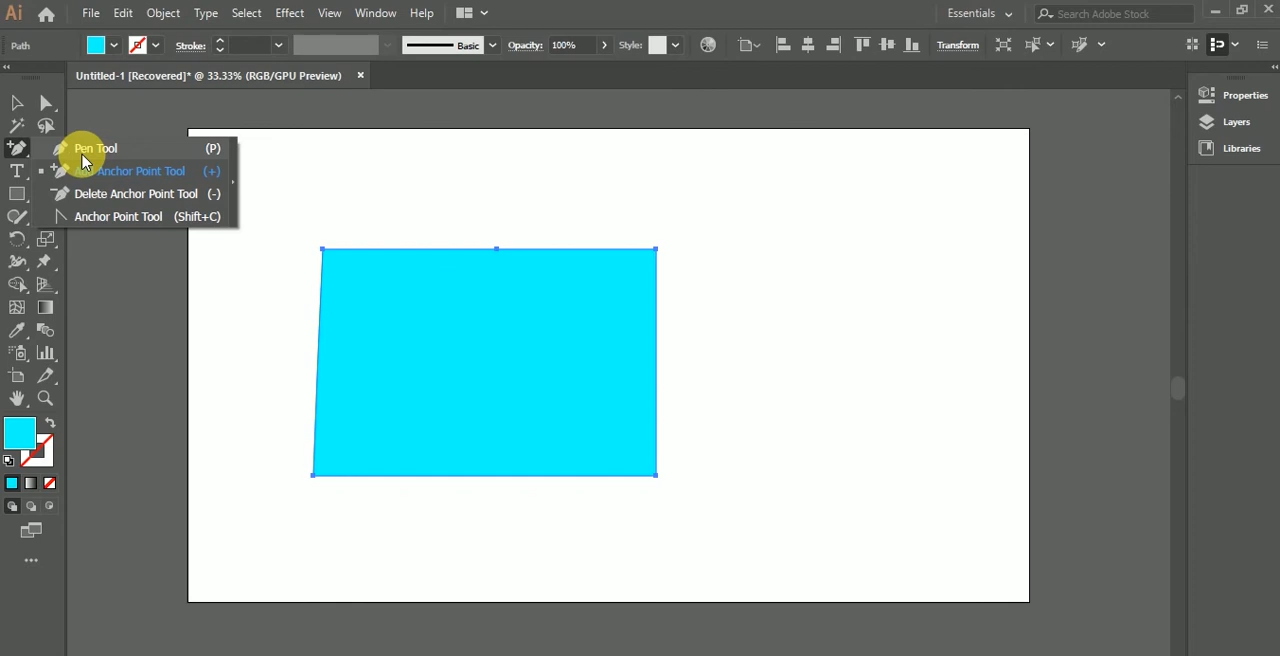 Ai File Edit Object Type Select Effect View Window Help Essentials Search Adobe Stock
Path Stroke: Basic Opacity: 100% Style: Transform
Untitled-1 [Recovered]* @ 33.33% (RGB/GPU Preview)
Properties
Layers
Libraries
Pen Tool (P)
Anchor Point Tool (+)
Delete Anchor Point Tool (-)
Anchor Point Tool (Shift+C)